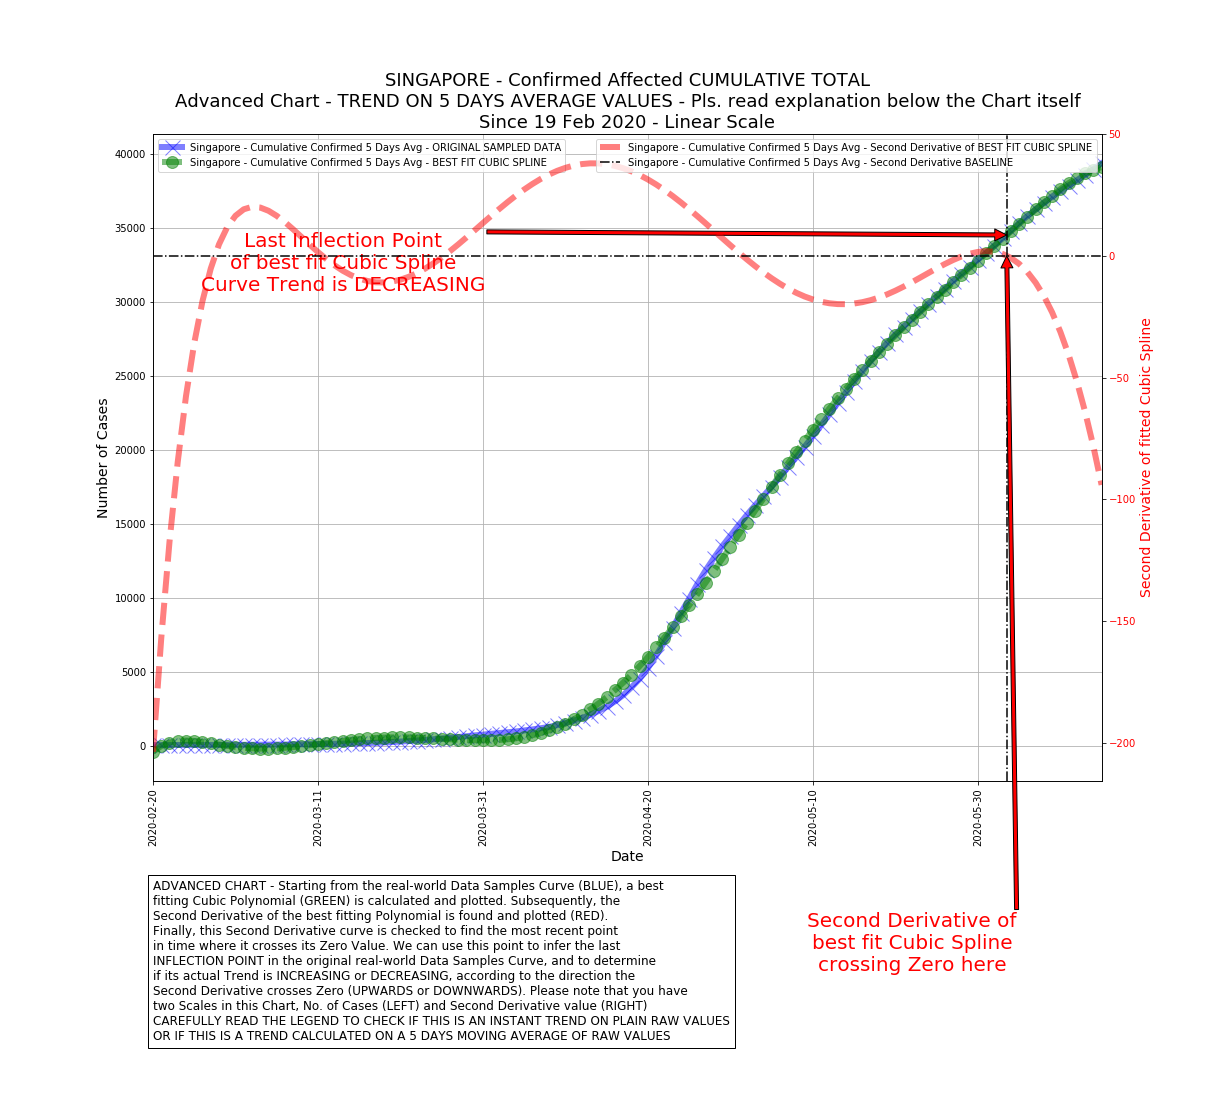 SINGAPORE - Confirmed Affected CUMULATIVE TOTAL
Advanced Chart - TREND ON 5 DAYS AVERAGE VALUES - Pls. read explanation below the Chart itself
Since 19 Feb 2020 - Linear Scale
Singapore - Cumulative Confirmed 5 Days Avg - ORIGINAL SAMPLED DATA
Singapore - Cumulative Confirmed 5 Days Avg - BEST FIT CUBIC SPLINE
Singapore - Cumulative Confirmed 5 Days Avg - Second Derivative of BEST FIT CUBIC SPLINE
Singapore - Cumulative Confirmed 5 Days Avg - Second Derivative BASELINE
Number of Cases
40000
35000
30000
25000
20000
15000
10000
5000
0
Last Inflection Point
of best fit Cubic Spline
Curve Trend is DECREASING
50
0
−50
−100
−150
−200
Second Derivative of fitted Cubic Spline
2020-02-20
2020-03-11
2020-03-31
2020-04-20
2020-05-10
2020-05-30
Date
ADVANCED CHART - Starting from the real-world Data Samples Curve (BLUE), a best
fitting Cubic Polynomial (GREEN) is calculated and plotted. Subsequently, the
Second Derivative of the best fitting Polynomial is found and plotted (RED).
Finally, this Second Derivative curve is checked to find the most recent point
in time where it crosses its Zero Value. We can use this point to infer the last
INFLECTION POINT in the original real-world Data Samples Curve, and to determine
if its actual Trend is INCREASING or DECREASING, according to the direction the
Second Derivative crosses Zero (UPWARDS or DOWNWARDS). Please note that you have
two Scales in this Chart, No. of Cases (LEFT) and Second Derivative value (RIGHT)
CAREFULLY READ THE LEGEND TO CHECK IF THIS IS AN INSTANT TREND ON PLAIN RAW VALUES
OR IF THIS IS A TREND CALCULATED ON A 5 DAYS MOVING AVERAGE OF RAW VALUES
Second Derivative of
best fit Cubic Spline
crossing Zero here